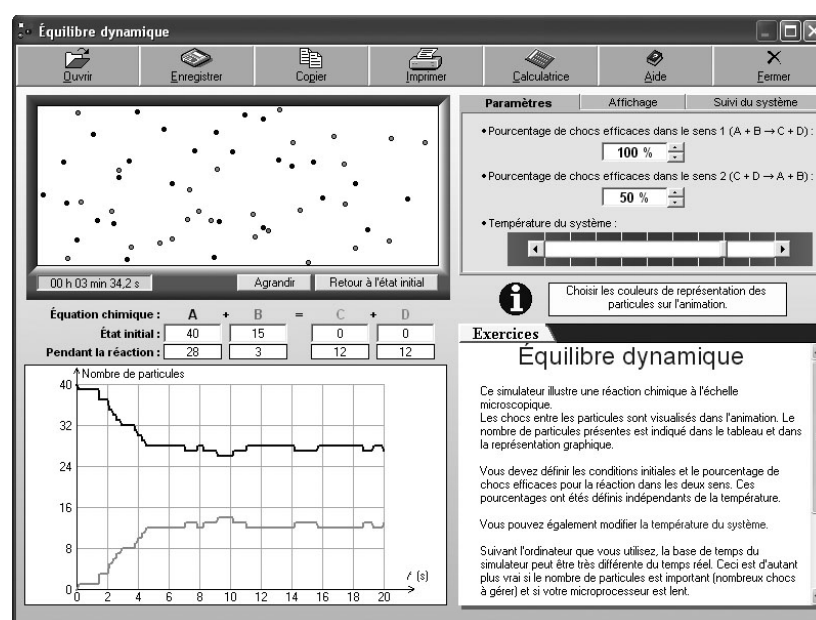 Équilibre dynamique
Ouvrir
Enregistrer
Copier
Imprimer
Calculatrice
Aide
Fermer
Paramètres
Affichage
Suivi du système
• Pourcentage de chocs efficaces dans le sens 1 (A + B → C + D) :
100 %
• Pourcentage de chocs efficaces dans le sens 2 (C + D → A + B) :
50 %
• Température du système :
00 h 03 min 34,2 s
Agrandir
Retour à l'état initial
Choisir les couleurs de représentation des
particules sur l'animation.
Équation chimique : A + B = C + D
État initial : 40 15 0 0
Pendant la réaction : 28 3 12 12
Nombre de particules
40
32
24
16
8
0
0 2 4 6 8 10 12 14 16 18 20
t (s)
Exercices
Équilibre dynamique
Ce simulateur illustre une réaction chimique à l'échelle
microscopique.
Les chocs entre les particules sont visualisés dans l'animation. Le
nombre de particules présentes est indiqué dans le tableau et dans
la représentation graphique.
Vous devez définir les conditions initiales et le pourcentage de
chocs efficaces pour la réaction dans les deux sens. Ces
pourcentages ont étés définis indépendants de la température.
Vous pouvez également modifier la température du système.
Suivant l'ordinateur que vous utilisez, la base de temps du
simulateur peut être très différente du temps réel. Ceci est d'autant
plus vrai si le nombre de particules est important (nombreux chocs
à gérer) et si votre microprocesseur est lent.